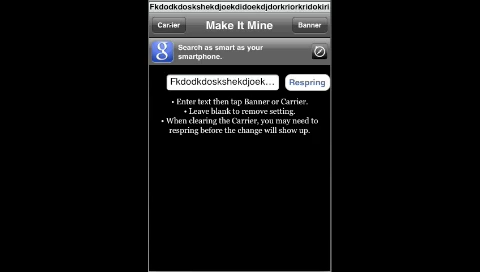 Fkdodkdoskshekdjoekdidoekdjdorkriorkridokiri
Carrier Make It Mine Banner
g Search as smart as your
smartphone.
Fkdodkdoskshekdjoek... Respring
• Enter text then tap Banner or Carrier.
• Leave blank to remove setting.
• When clearing the Carrier, you may need to
respring before the change will show up.